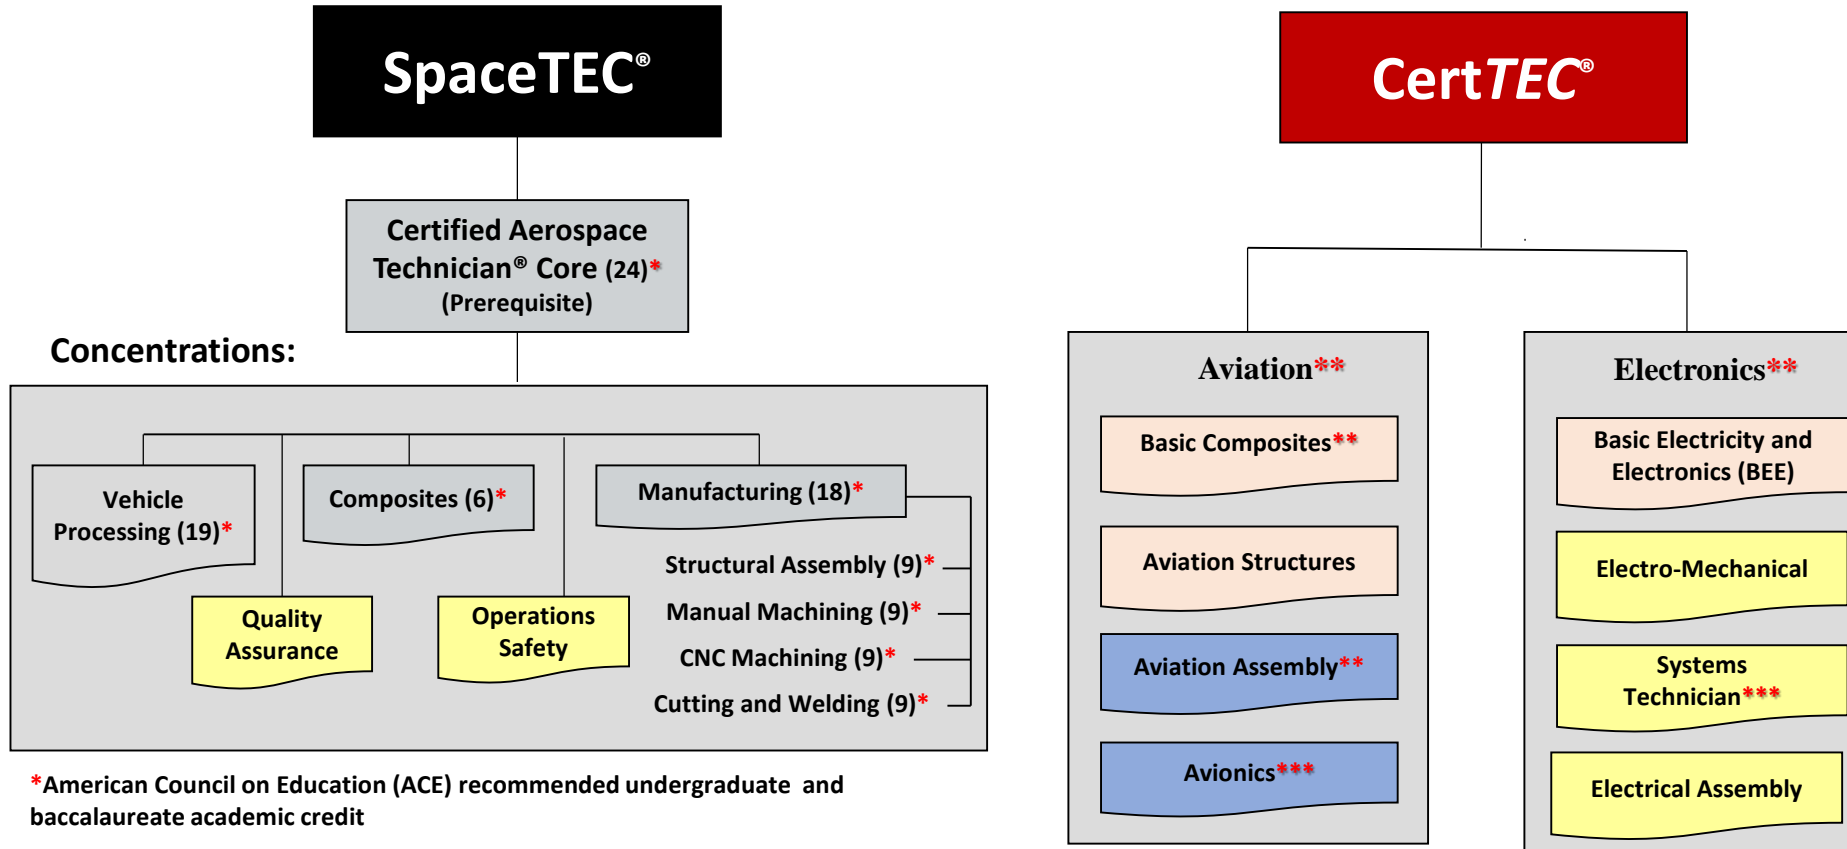 SpaceTEC®
Certified Aerospace
Technician® Core (24)*
(Prerequisite)
Concentrations:
Vehicle
Processing (19)*
Composites (6)*
Manufacturing (18)*
Structural Assembly (9)*
Manual Machining (9)*
CNC Machining (9)*
Cutting and Welding (9)*
Quality
Assurance
Operations
Safety
*American Council on Education (ACE) recommended undergraduate and
baccalaureate academic credit
CertTEC®
Aviation**
Basic Composites**
Aviation Structures
Aviation Assembly**
Avionics***
Electronics**
Basic Electricity and
Electronics (BEE)
Electro-Mechanical
Systems
Technician***
Electrical Assembly